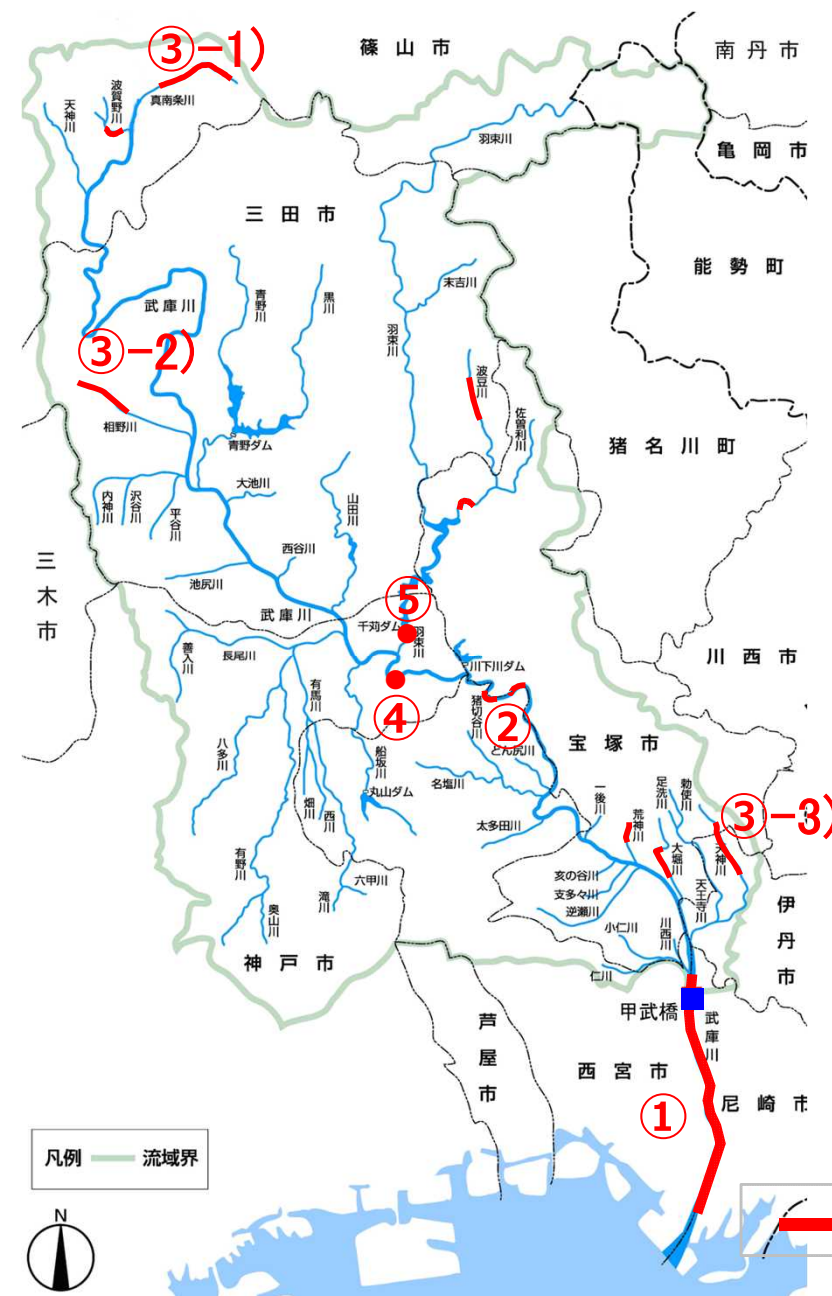 ③-1)
篠山市
南丹市
波賀野川
真南条川
天神川
羽束川
亀岡市
三田市
能勢町
末吉川
青野川
黒川
武庫川
羽束川
③-2)
波豆川
佐曽利川
相野川
猪名川町
青野ダム
大池川
内神川
沢谷川
平谷川
山田川
西谷川
三木市
池尻川
⑤
武庫川
千苅ダム
羽束川
善入川
長尾川
川下川ダム
川西市
有馬川
④
猪切谷川
②
宝塚市
八多川
船坂川
とん尻川
名塩川
一後川
足洗川
勅使川
丸山ダム
畑川
西川
太多田川
荒神川
③-3)
大堀川
天神川
有野川
六甲川
滝川
亥の谷川
支多々川
天王寺川
逆瀬川
伊丹市
奥山川
小仁川
川西川
神戸市
仁川
甲武橋
武庫川
芦屋市
西宮市
①
尼崎市
凡例
流域界
N